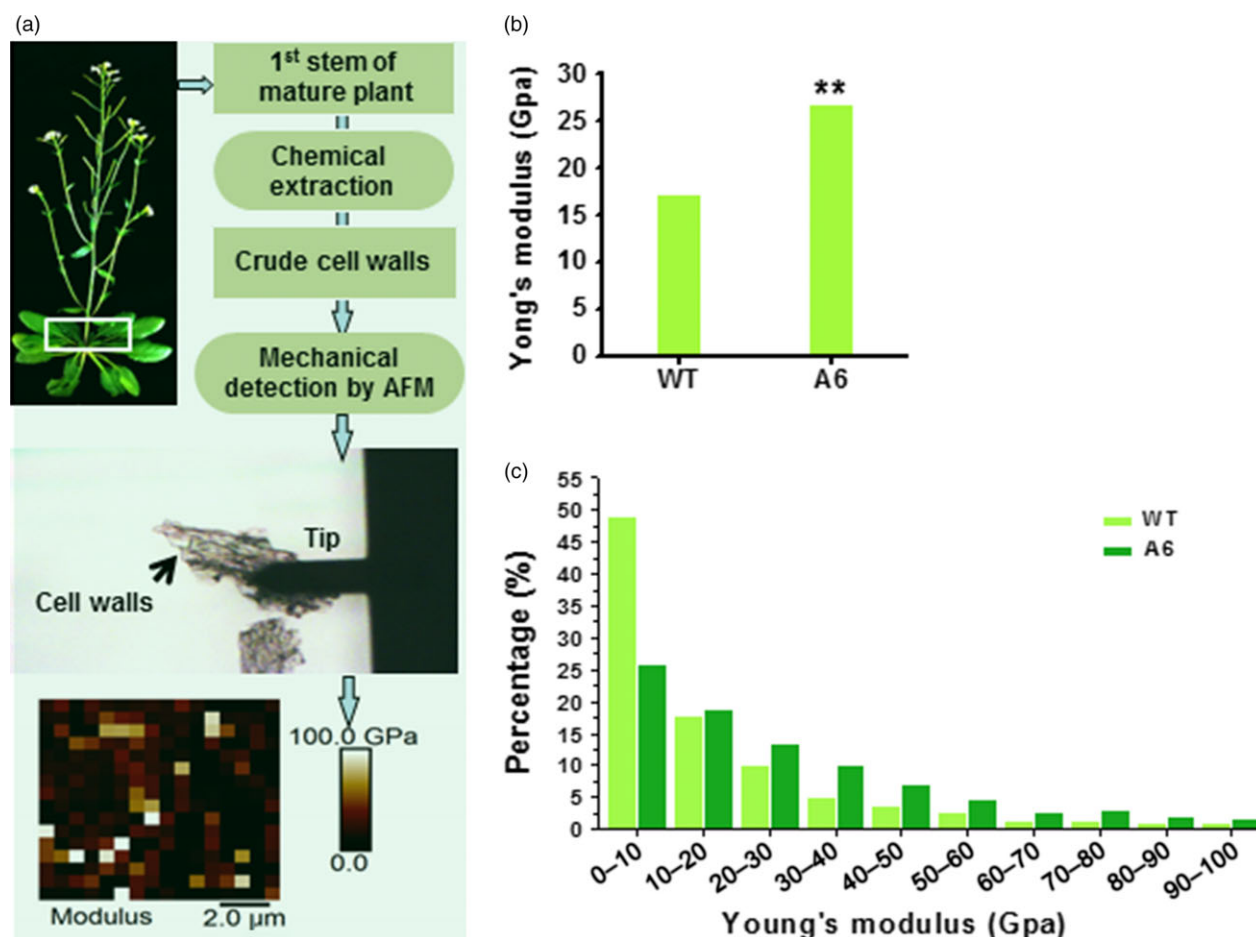 (a)
1st stem of
mature plant
Chemical
extraction
Crude cell walls
Mechanical
detection by AFM
Tip
Cell walls
100.0 GPa
0.0
Modulus
2.0 μm
(b)
Yong's modulus (Gpa)
30
25
20
15
10
5
0
**
WT
A6
(c)
Percentage (%)
55
50
45
40
35
30
25
20
15
10
5
0
WT
A6
0–10
10–20
20–30
30–40
40–50
50–60
60–70
70–80
80–90
90–100
Young's modulus (Gpa)